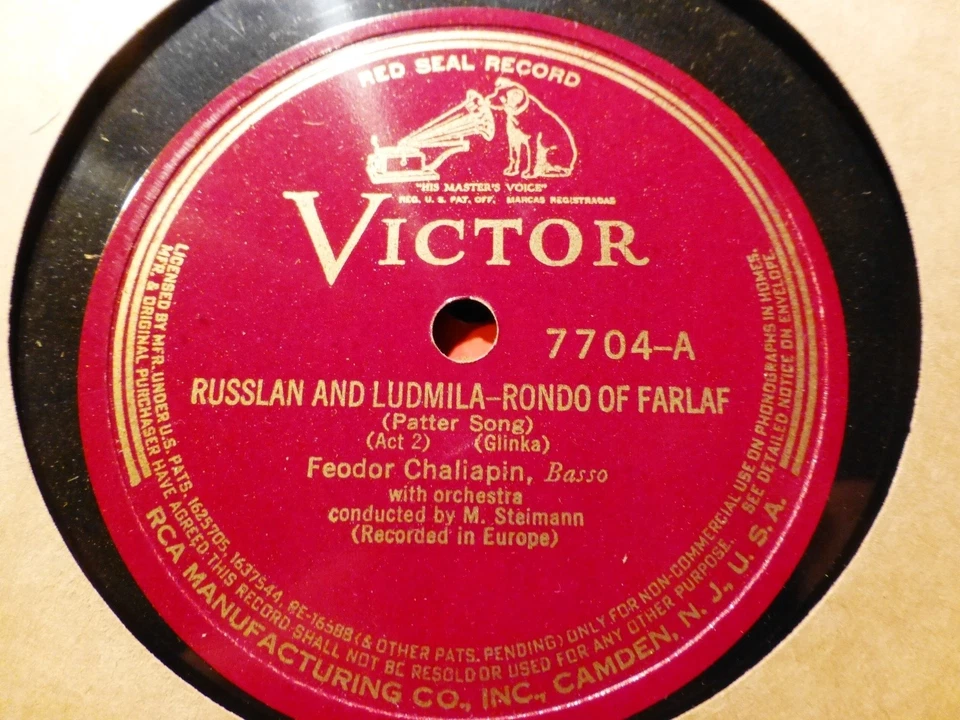 RED SEAL RECORD
"HIS MASTER'S VOICE"
REG. U. S. PAT. OFF. MARCAS REGISTRADAS
VICTOR
7704-A
RUSSLAN AND LUDMILA-RONDO OF FARLAF
(Patter Song)
(Act 2) (Glinka)
Feodor Chaliapin, Basso
with orchestra
conducted by M. Steimann
(Recorded in Europe)
LICENSED BY MFR. UNDER U.S. PATS. 1625705, 1637544, RE-16588 (& OTHER PATS. PENDING) ONLY FOR NON-COMMERCIAL USE ON PHONOGRAPHS IN HOMES.
MFR. & ORIGINAL PURCHASER HAVE AGREED THIS RECORD SHALL NOT BE RESOLD OR USED FOR ANY OTHER PURPOSE. SEE DETAILED NOTICE ON ENVELOPE.
RCA MANUFACTURING CO., INC., CAMDEN, N. J., U. S. A.